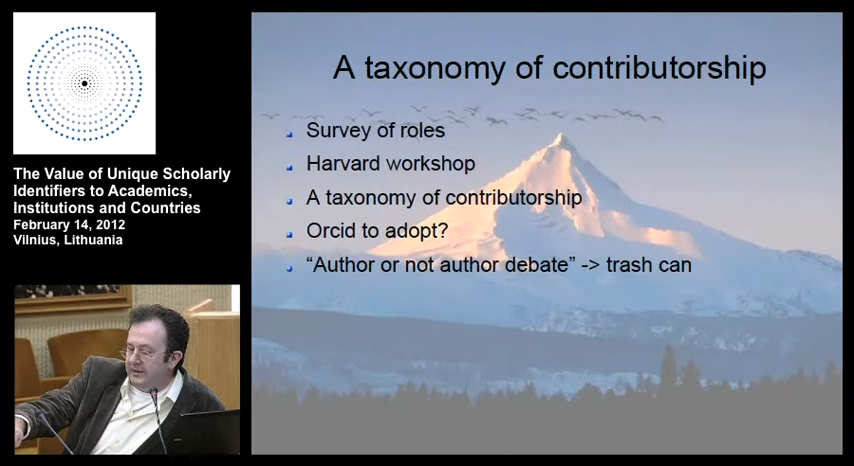 The Value of Unique Scholarly
Identifiers to Academics,
Institutions and Countries
February 14, 2012
Vilnius, Lithuania
A taxonomy of contributorship
Survey of roles
Harvard workshop
A taxonomy of contributorship
Orcid to adopt?
“Author or not author debate” -> trash can